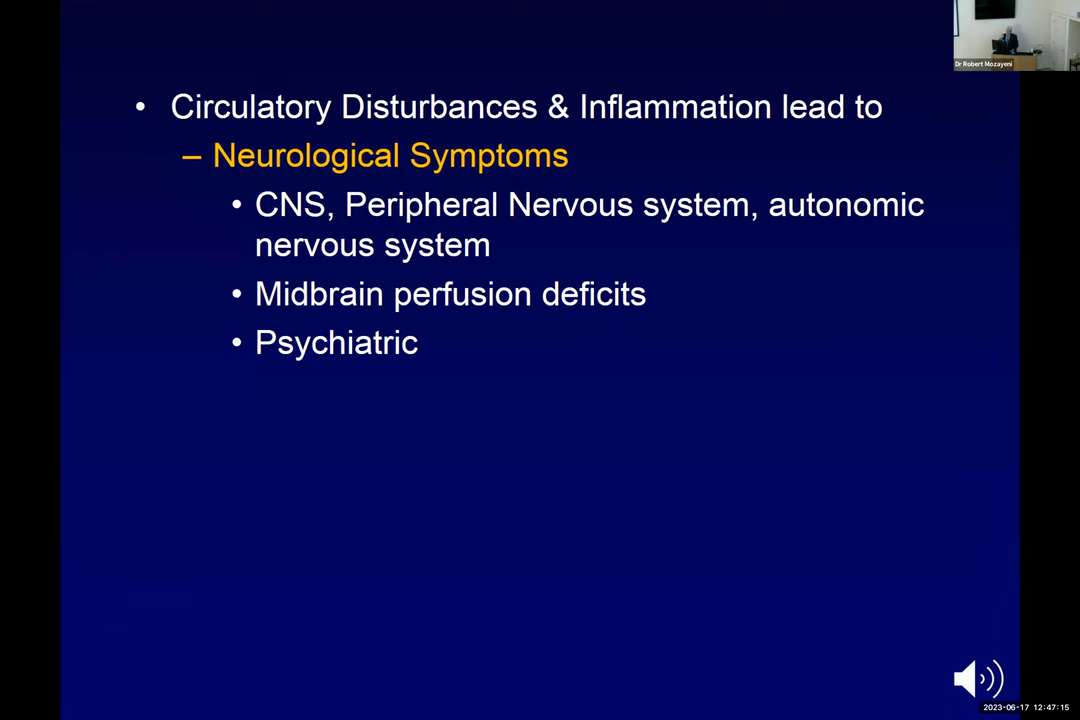 Dr Robert Mozayeni
• Circulatory Disturbances & Inflammation lead to
– Neurological Symptoms
• CNS, Peripheral Nervous system, autonomic
nervous system
• Midbrain perfusion deficits
• Psychiatric
2023-06-17 12:47:15